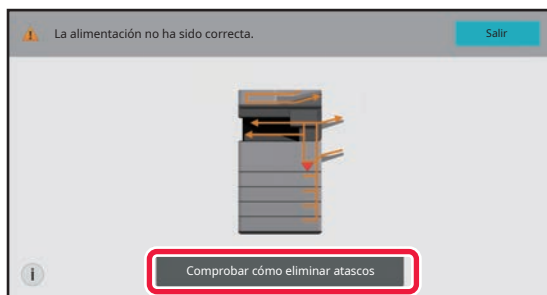 La alimentación no ha sido correcta.
Salir
i
Comprobar cómo eliminar atascos